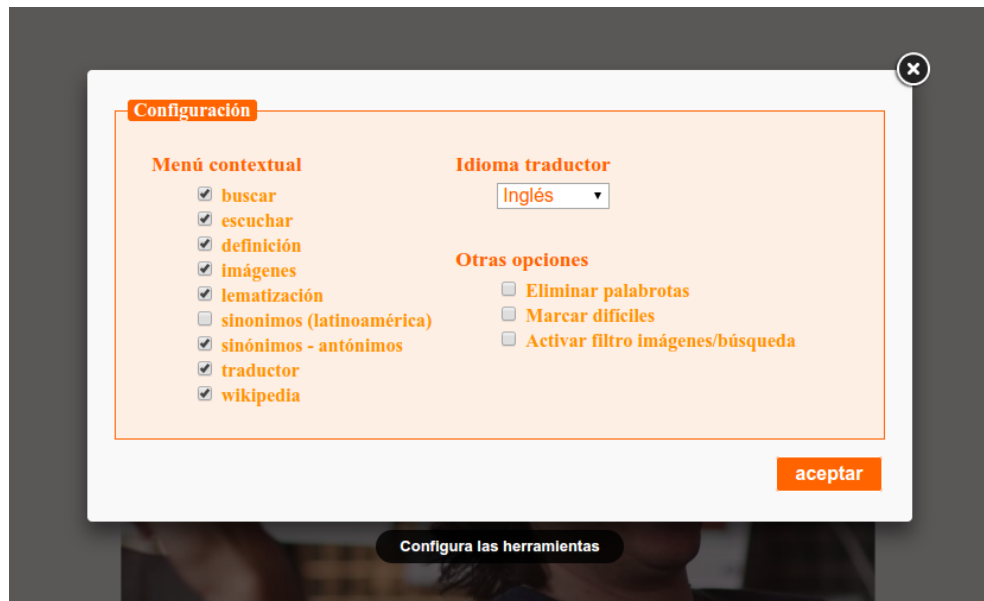 Configuración
Menú contextual
buscar
escuchar
definición
imágenes
lematización
sinonimos (latinoamérica)
sinónimos - antónimos
traductor
wikipedia
Idioma traductor
Inglés
Otras opciones
Eliminar palabrotas
Marcar difíciles
Activar filtro imágenes/búsqueda
aceptar
Configura las herramientas